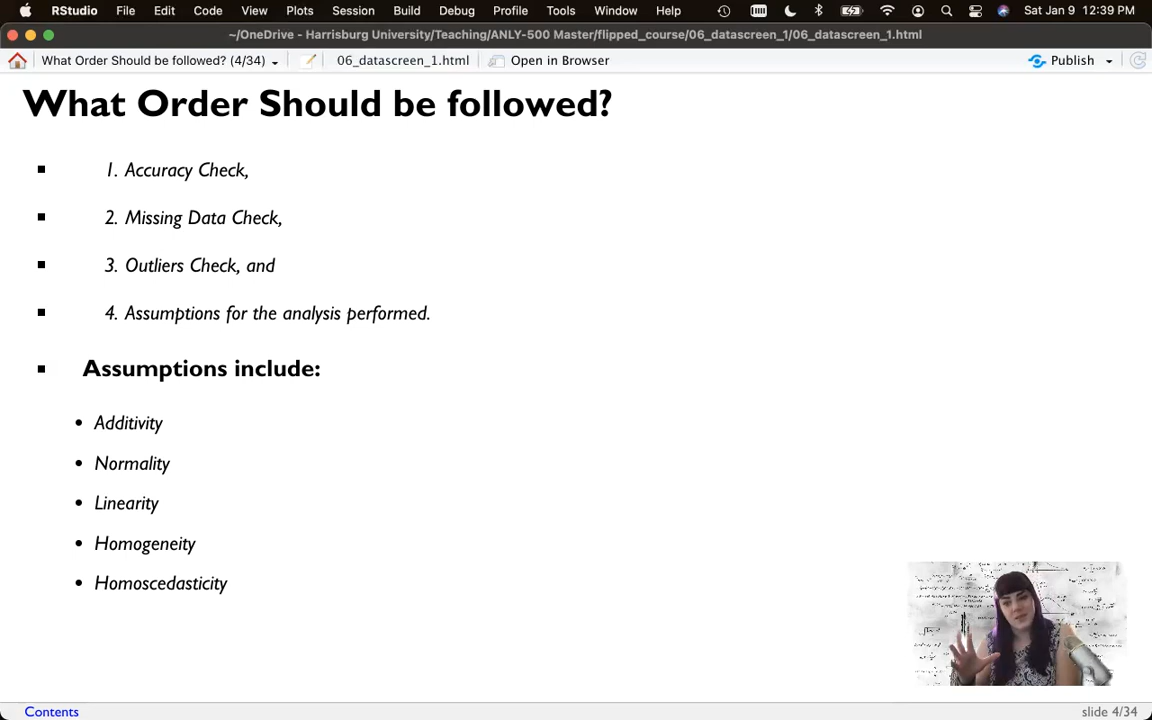 RStudio File Edit Code View Plots Session Build Debug Profile Tools Window Help Sat Jan 9 12:39 PM
~/OneDrive - Harrisburg University/Teaching/ANLY-500 Master/flipped_course/06_datascreen_1/06_datascreen_1.html
What Order Should be followed? (4/34) 06_datascreen_1.html Open in Browser Publish
What Order Should be followed?
1. Accuracy Check,
2. Missing Data Check,
3. Outliers Check, and
4. Assumptions for the analysis performed.
Assumptions include:
Additivity
Normality
Linearity
Homogeneity
Homoscedasticity
Contents slide 4/34